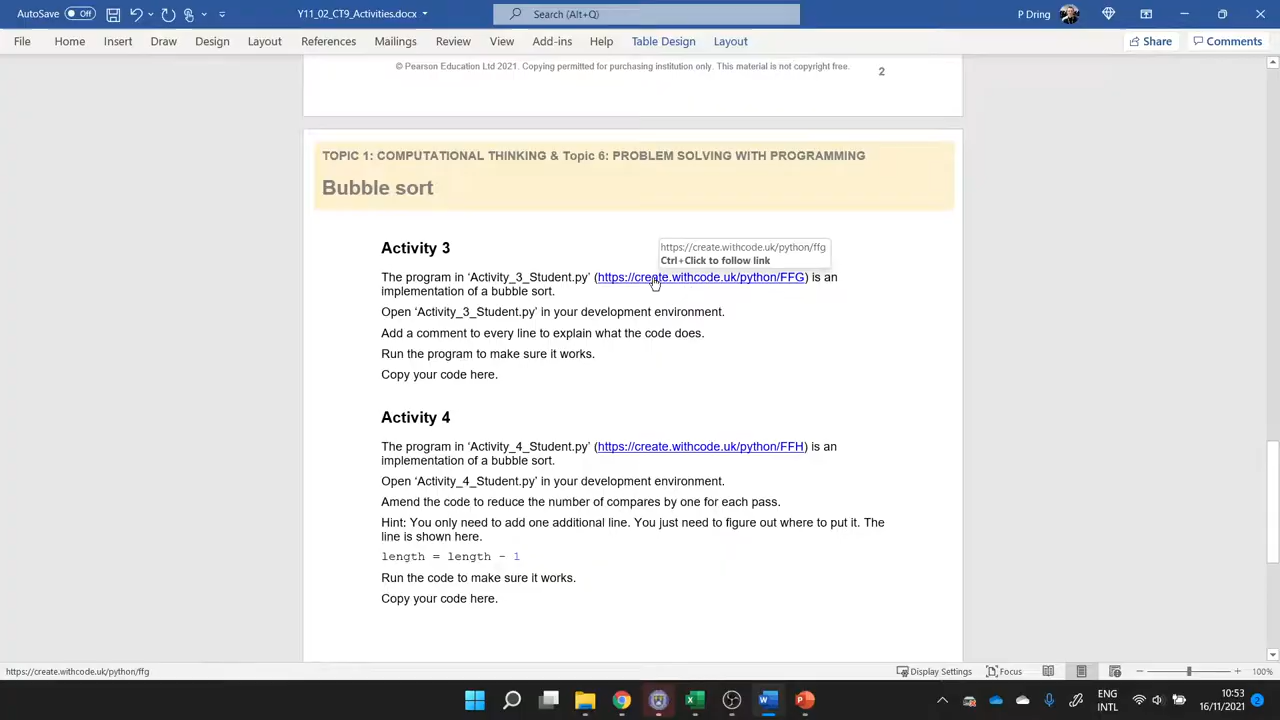 AutoSave Off Y11_02_CT9_Activities.docx Search (Alt+Q) P Dring
File Home Insert Draw Design Layout References Mailings Review View Add-ins Help Table Design Layout Share Comments
© Pearson Education Ltd 2021. Copying permitted for purchasing institution only. This material is not copyright free. 2
TOPIC 1: COMPUTATIONAL THINKING & Topic 6: PROBLEM SOLVING WITH PROGRAMMING
Bubble sort
Activity 3
https://create.withcode.uk/python/ffg
Ctrl+Click to follow link
The program in ‘Activity_3_Student.py’ (https://create.withcode.uk/python/FFG) is an
implementation of a bubble sort.
Open ‘Activity_3_Student.py’ in your development environment.
Add a comment to every line to explain what the code does.
Run the program to make sure it works.
Copy your code here.
Activity 4
The program in ‘Activity_4_Student.py’ (https://create.withcode.uk/python/FFH) is an
implementation of a bubble sort.
Open ‘Activity_4_Student.py’ in your development environment.
Amend the code to reduce the number of compares by one for each pass.
Hint: You only need to add one additional line. You just need to figure out where to put it. The
line is shown here.
length = length - 1
Run the code to make sure it works.
Copy your code here.
https://create.withcode.uk/python/ffg Display Settings Focus 100%
ENG 10:53
INTL 16/11/2021